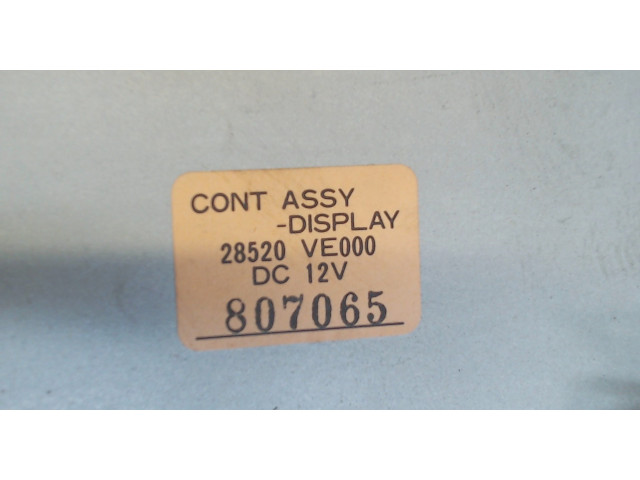 CONT ASSY
-DISPLAY
28520 VE000
DC 12V
807065